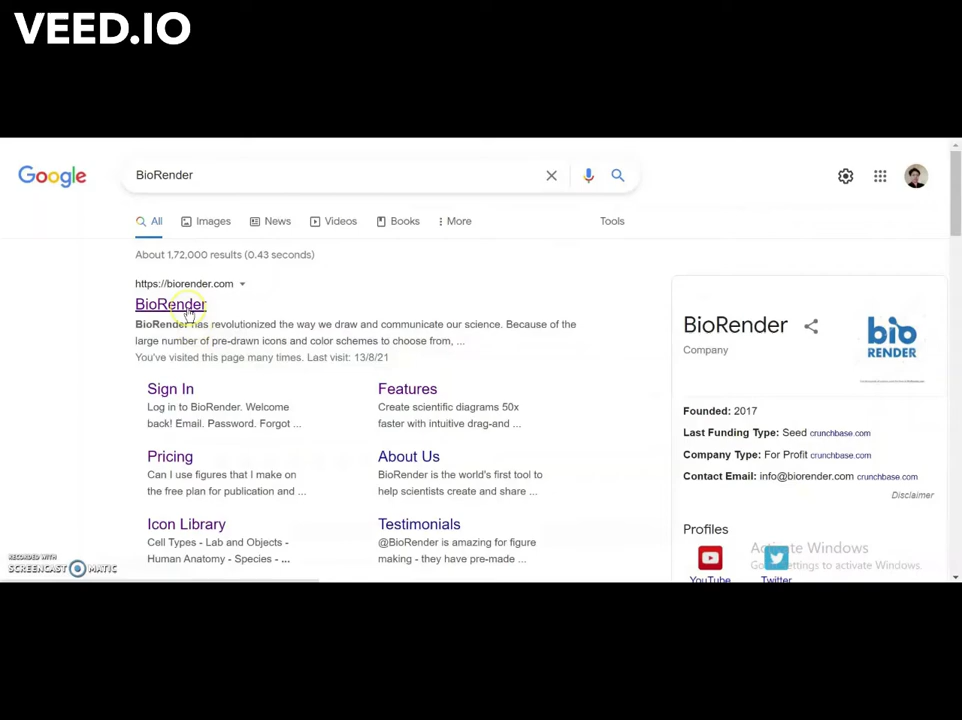 VEED.IO
Google
BioRender
All
Images
News
Videos
Books
More
Tools
About 1,72,000 results (0.43 seconds)
https://biorender.com
BioRender
BioRender has revolutionized the way we draw and communicate our science. Because of the
large number of pre-drawn icons and color schemes to choose from, ...
You've visited this page many times. Last visit: 13/8/21
Sign In
Log in to BioRender. Welcome
back! Email. Password. Forgot ...
Features
Create scientific diagrams 50x
faster with intuitive drag-and ...
Pricing
Can I use figures that I make on
the free plan for publication and ...
About Us
BioRender is the world's first tool to
help scientists create and share ...
Icon Library
Cell Types - Lab and Objects -
Human Anatomy - Species - ...
Testimonials
@BioRender is amazing for figure
making - they have pre-made ...
BioRender
Company
bio
RENDER
Founded: 2017
Last Funding Type: Seed crunchbase.com
Company Type: For Profit crunchbase.com
Contact Email: info@biorender.com crunchbase.com
Disclaimer
Profiles
YouTube
Twitter
Activate Windows
Go to Settings to activate Windows.
RECORDED WITH
SCREENCAST MATIC